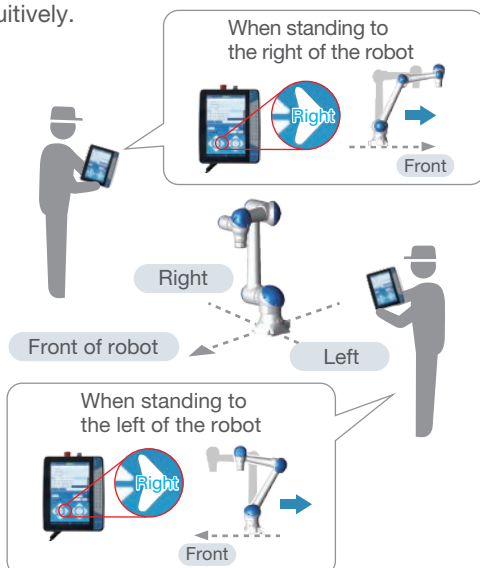 uitively.
When standing to
the right of the robot
Right
Front
Right
Front of robot
Left
When standing to
the left of the robot
Right
Front